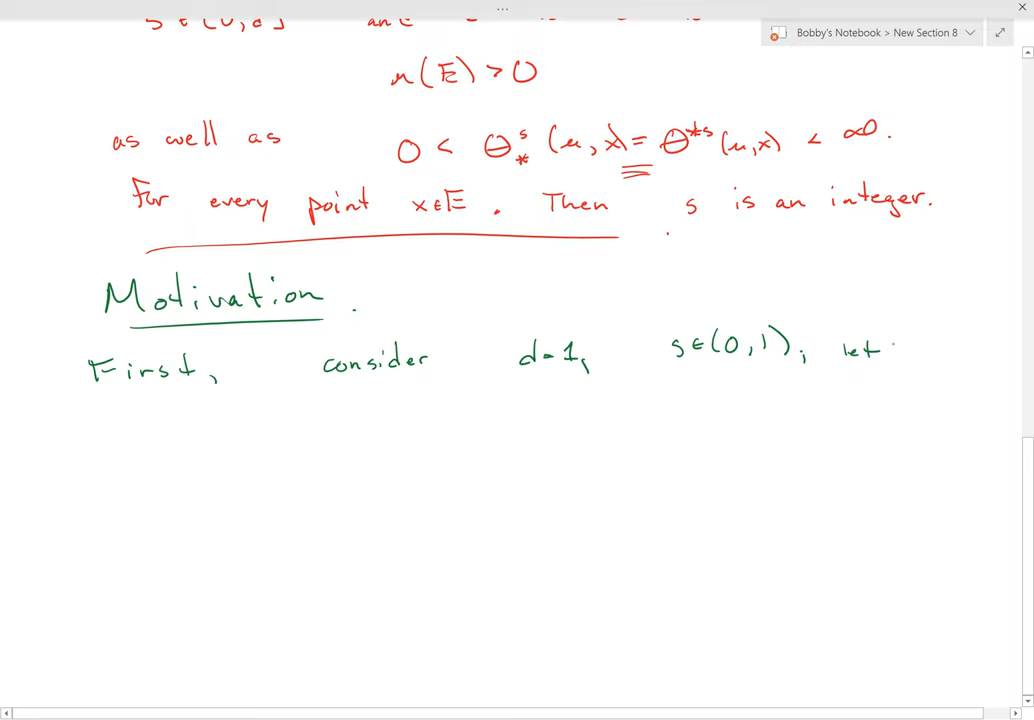 Bobby's Notebook > New Section 8
s ∈ (0,d]
μ(E) > 0
as well as 0 < Θ^s_* (μ,x) = Θ^{*s} (μ,x) < ∞.
for every point x∈E. Then s is an integer.
Motivation.
First, consider d=1, s∈(0,1); let